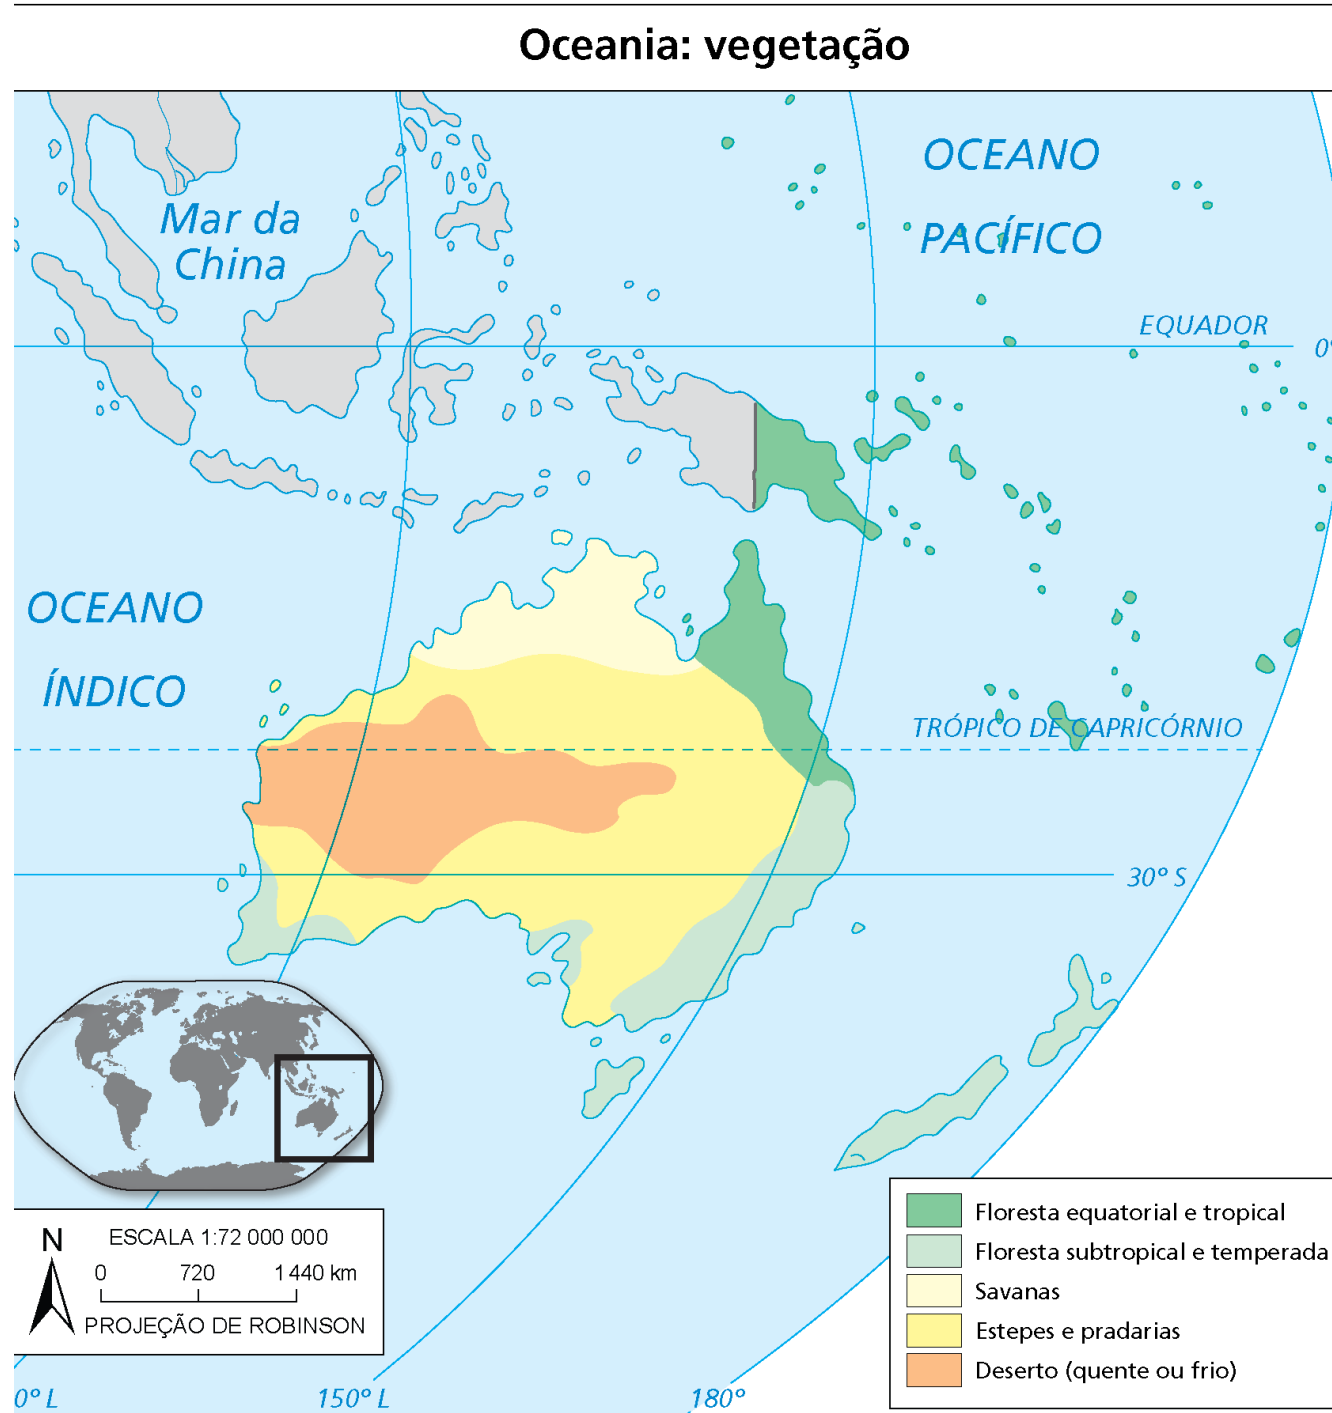 Oceania: vegetação
OCEANO
PACÍFICO
Mar da
China
EQUADOR
0°
OCEANO
ÍNDICO
TRÓPICO DE CAPRICÓRNIO
30° S
N
ESCALA 1:72 000 000
0 720 1 440 km
PROJEÇÃO DE ROBINSON
Floresta equatorial e tropical
Floresta subtropical e temperada
Savanas
Estepes e pradarias
Deserto (quente ou frio)
0° L 150° L 180°